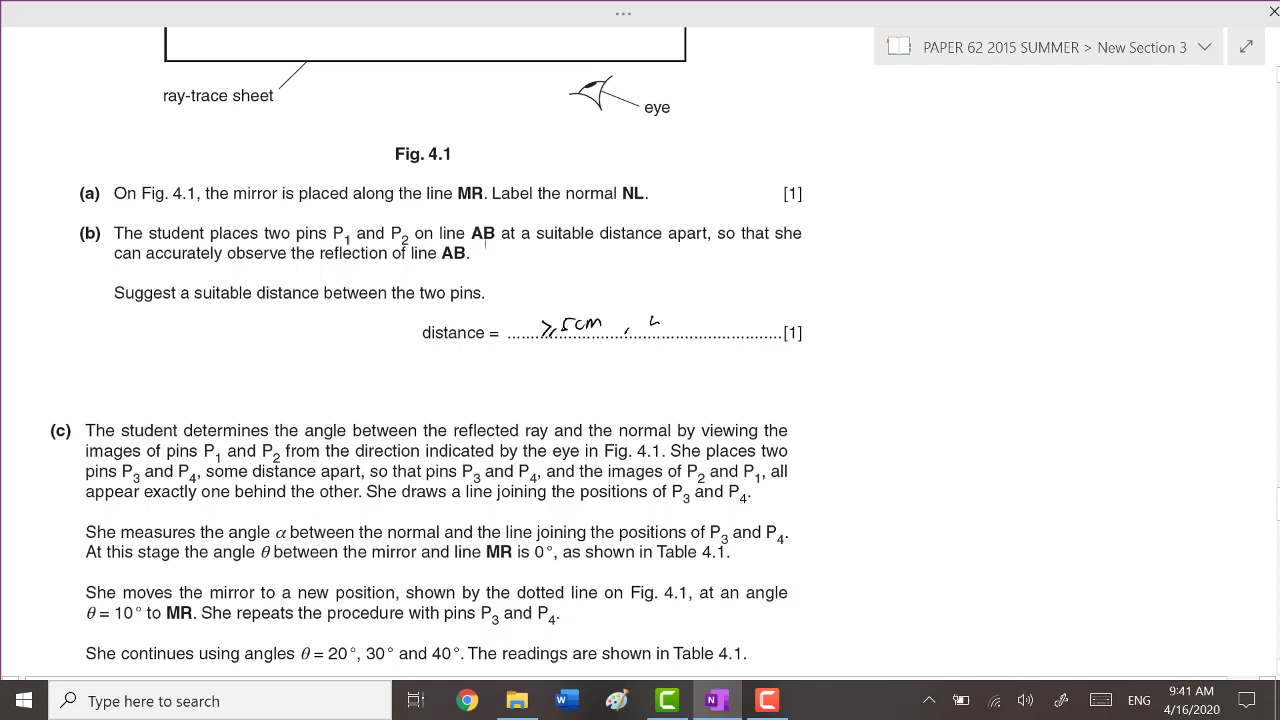 PAPER 62 2015 SUMMER > New Section 3
ray-trace sheet
eye
Fig. 4.1
(a) On Fig. 4.1, the mirror is placed along the line MR. Label the normal NL. [1]
(b) The student places two pins P1 and P2 on line AB at a suitable distance apart, so that she
can accurately observe the reflection of line AB.
Suggest a suitable distance between the two pins.
distance = ≥ 5cm , [1]
(c) The student determines the angle between the reflected ray and the normal by viewing the
images of pins P1 and P2 from the direction indicated by the eye in Fig. 4.1. She places two
pins P3 and P4, some distance apart, so that pins P3 and P4, and the images of P2 and P1, all
appear exactly one behind the other. She draws a line joining the positions of P3 and P4.
She measures the angle α between the normal and the line joining the positions of P3 and P4.
At this stage the angle θ between the mirror and line MR is 0°, as shown in Table 4.1.
She moves the mirror to a new position, shown by the dotted line on Fig. 4.1, at an angle
θ = 10° to MR. She repeats the procedure with pins P3 and P4.
She continues using angles θ = 20°, 30° and 40°. The readings are shown in Table 4.1.
Type here to search
ENG
9:41 AM
4/16/2020